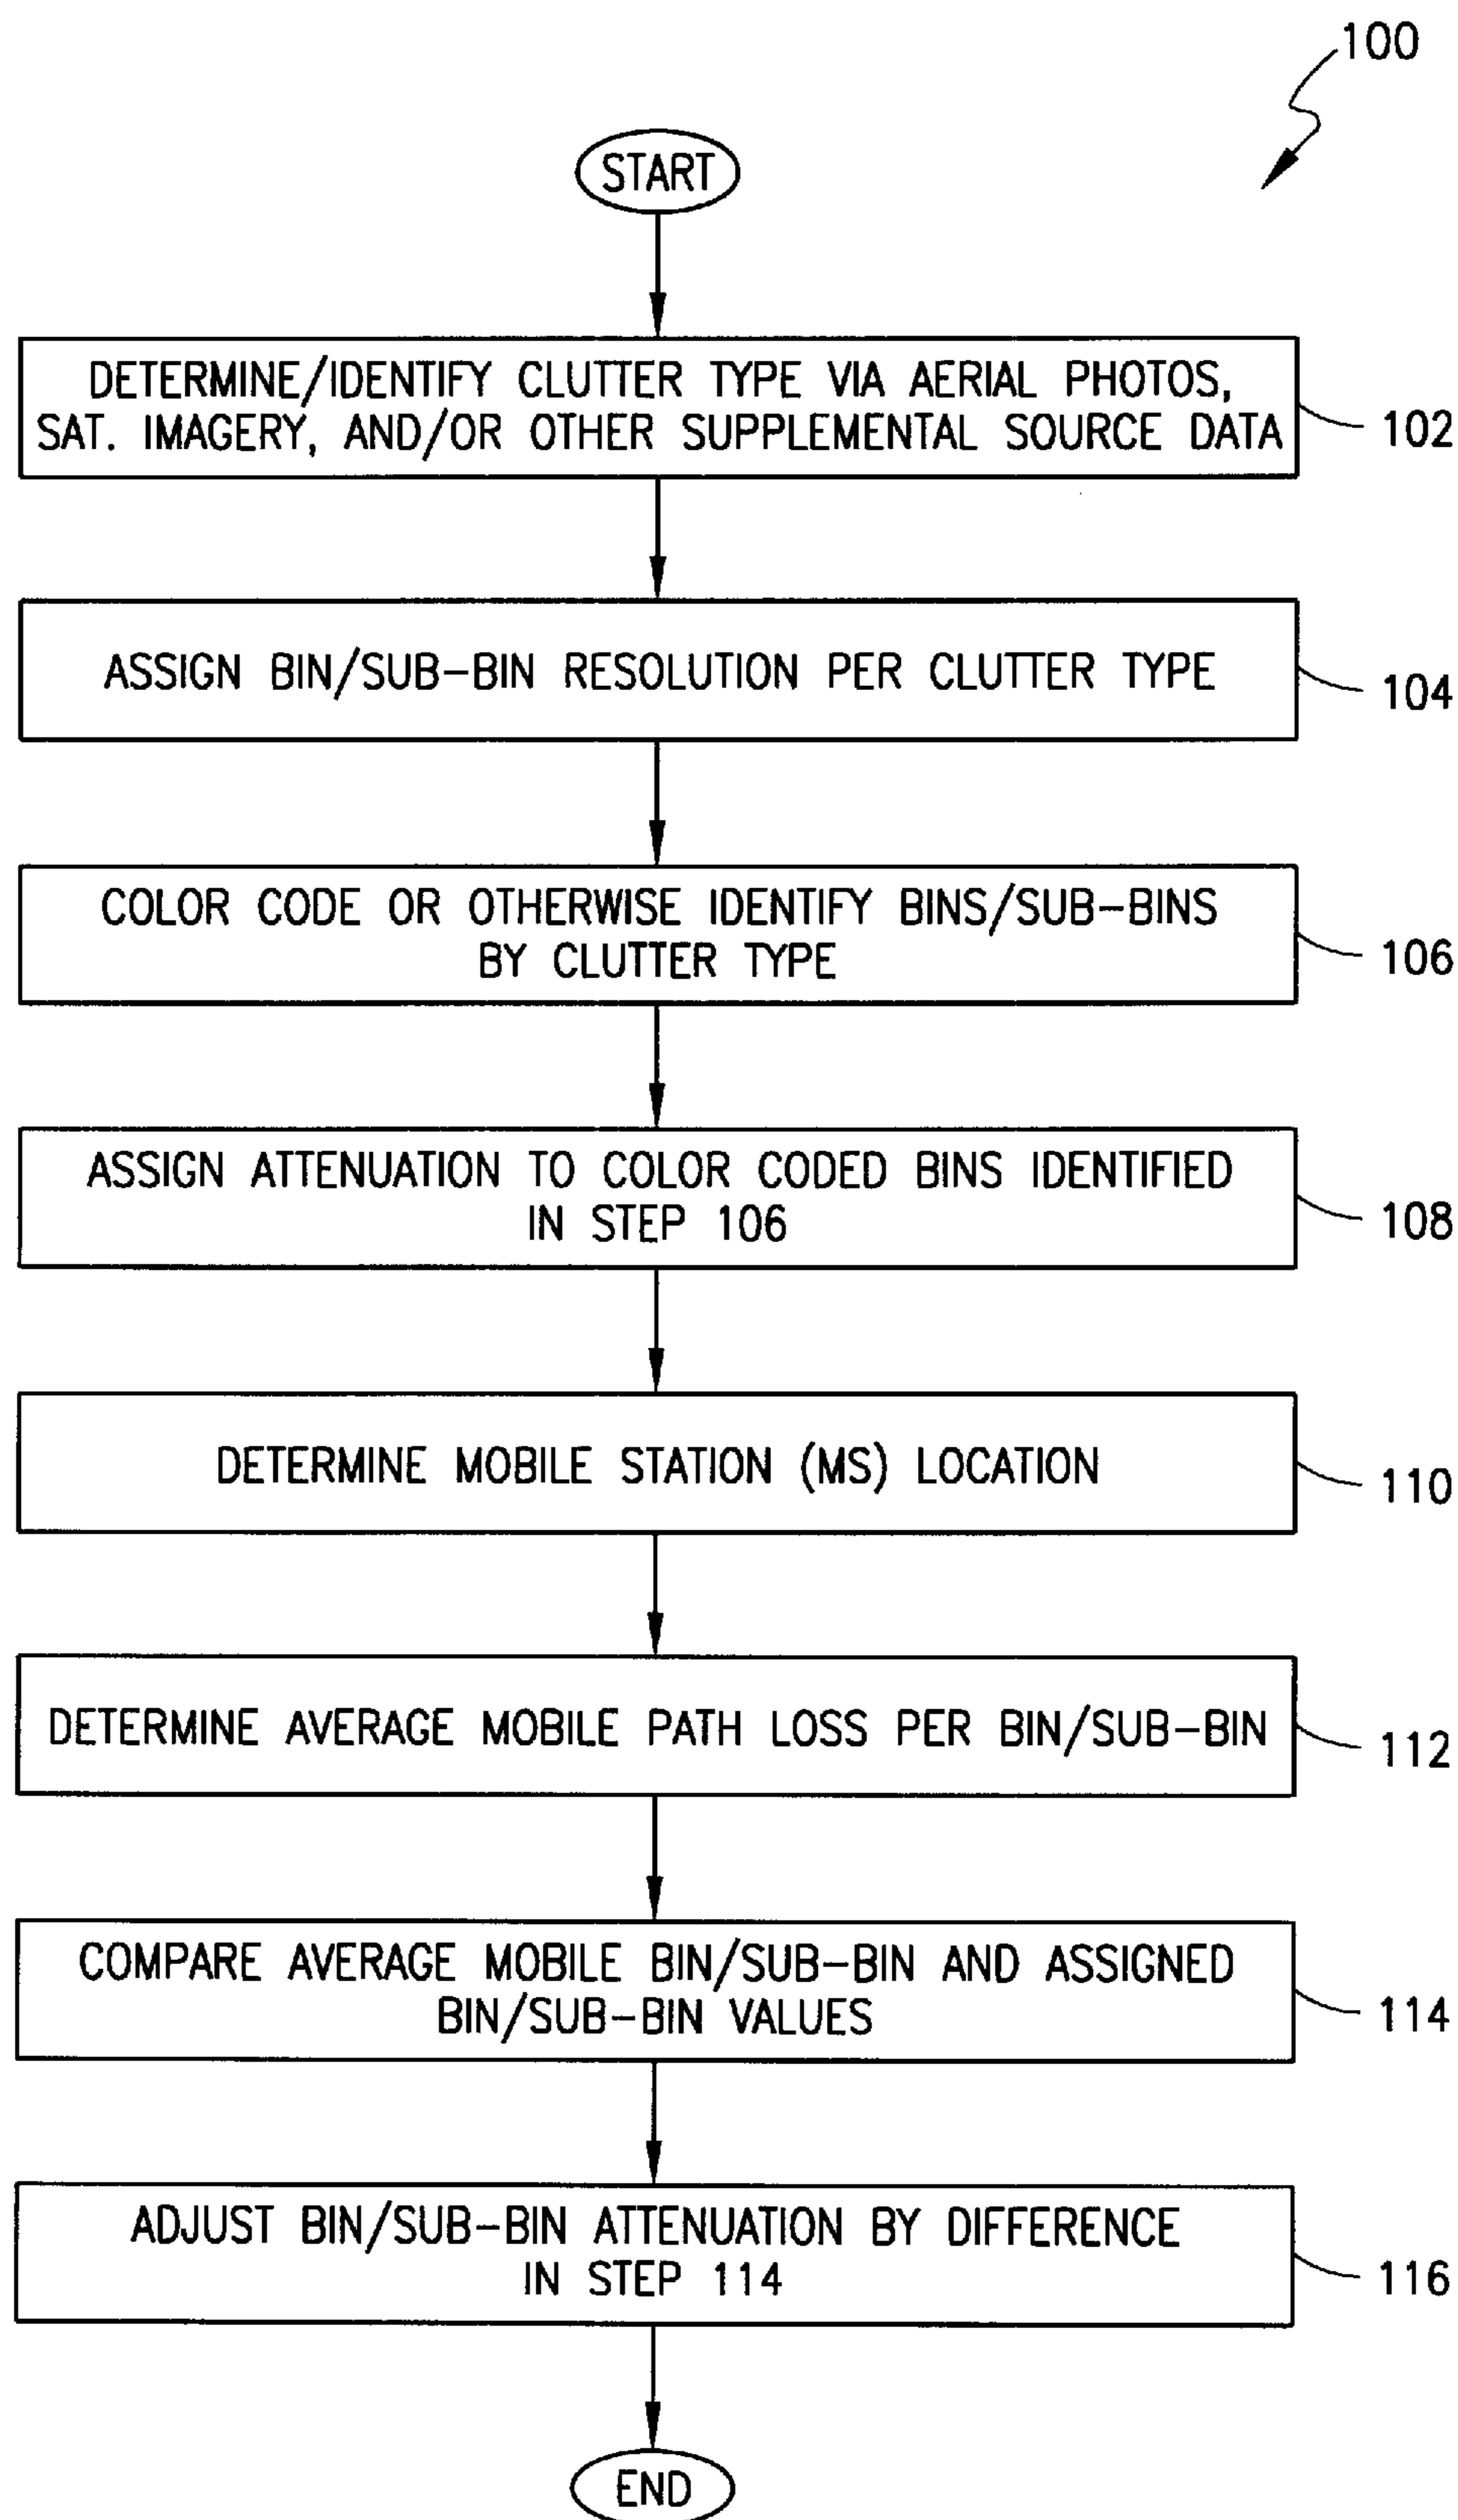 100
START
DETERMINE/IDENTIFY CLUTTER TYPE VIA AERIAL PHOTOS,
SAT. IMAGERY, AND/OR OTHER SUPPLEMENTAL SOURCE DATA
102
ASSIGN BIN/SUB-BIN RESOLUTION PER CLUTTER TYPE
104
COLOR CODE OR OTHERWISE IDENTIFY BINS/SUB-BINS
BY CLUTTER TYPE
106
ASSIGN ATTENUATION TO COLOR CODED BINS IDENTIFIED
IN STEP 106
108
DETERMINE MOBILE STATION (MS) LOCATION
110
DETERMINE AVERAGE MOBILE PATH LOSS PER BIN/SUB-BIN
112
COMPARE AVERAGE MOBILE BIN/SUB-BIN AND ASSIGNED
BIN/SUB-BIN VALUES
114
ADJUST BIN/SUB-BIN ATTENUATION BY DIFFERENCE
IN STEP 114
116
END